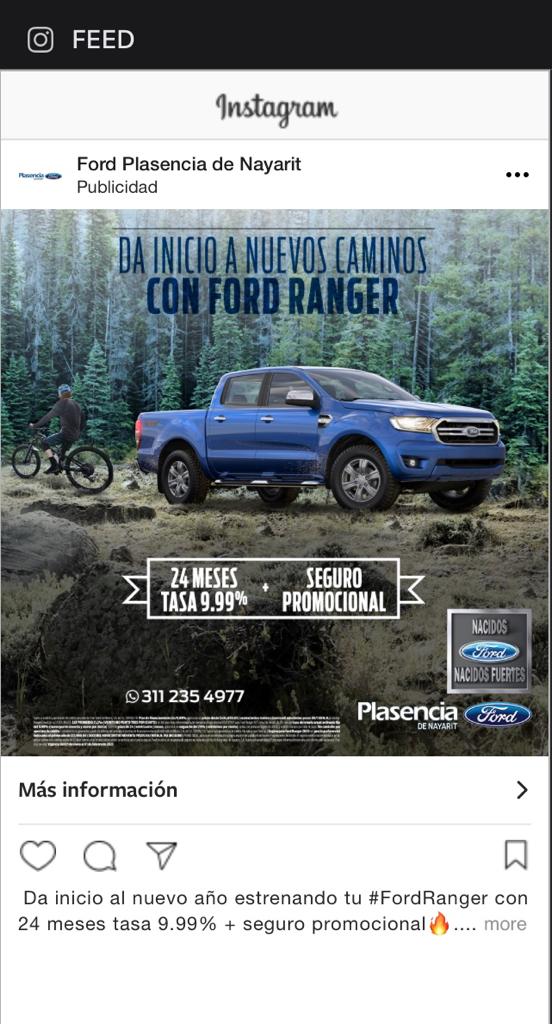 FEED
Instagram
Plasencia Ford
Ford Plasencia de Nayarit
Publicidad
DA INICIO A NUEVOS CAMINOS
CON FORD RANGER
24 MESES
TASA 9.99%
+
SEGURO
PROMOCIONAL
NACIDOS
Ford
NACIDOS FUERTES
311 235 4977
Plasencia Ford
DE NAYARIT
Más información
Da inicio al nuevo año estrenando tu #FordRanger con
24 meses tasa 9.99% + seguro promocional🔥.... more